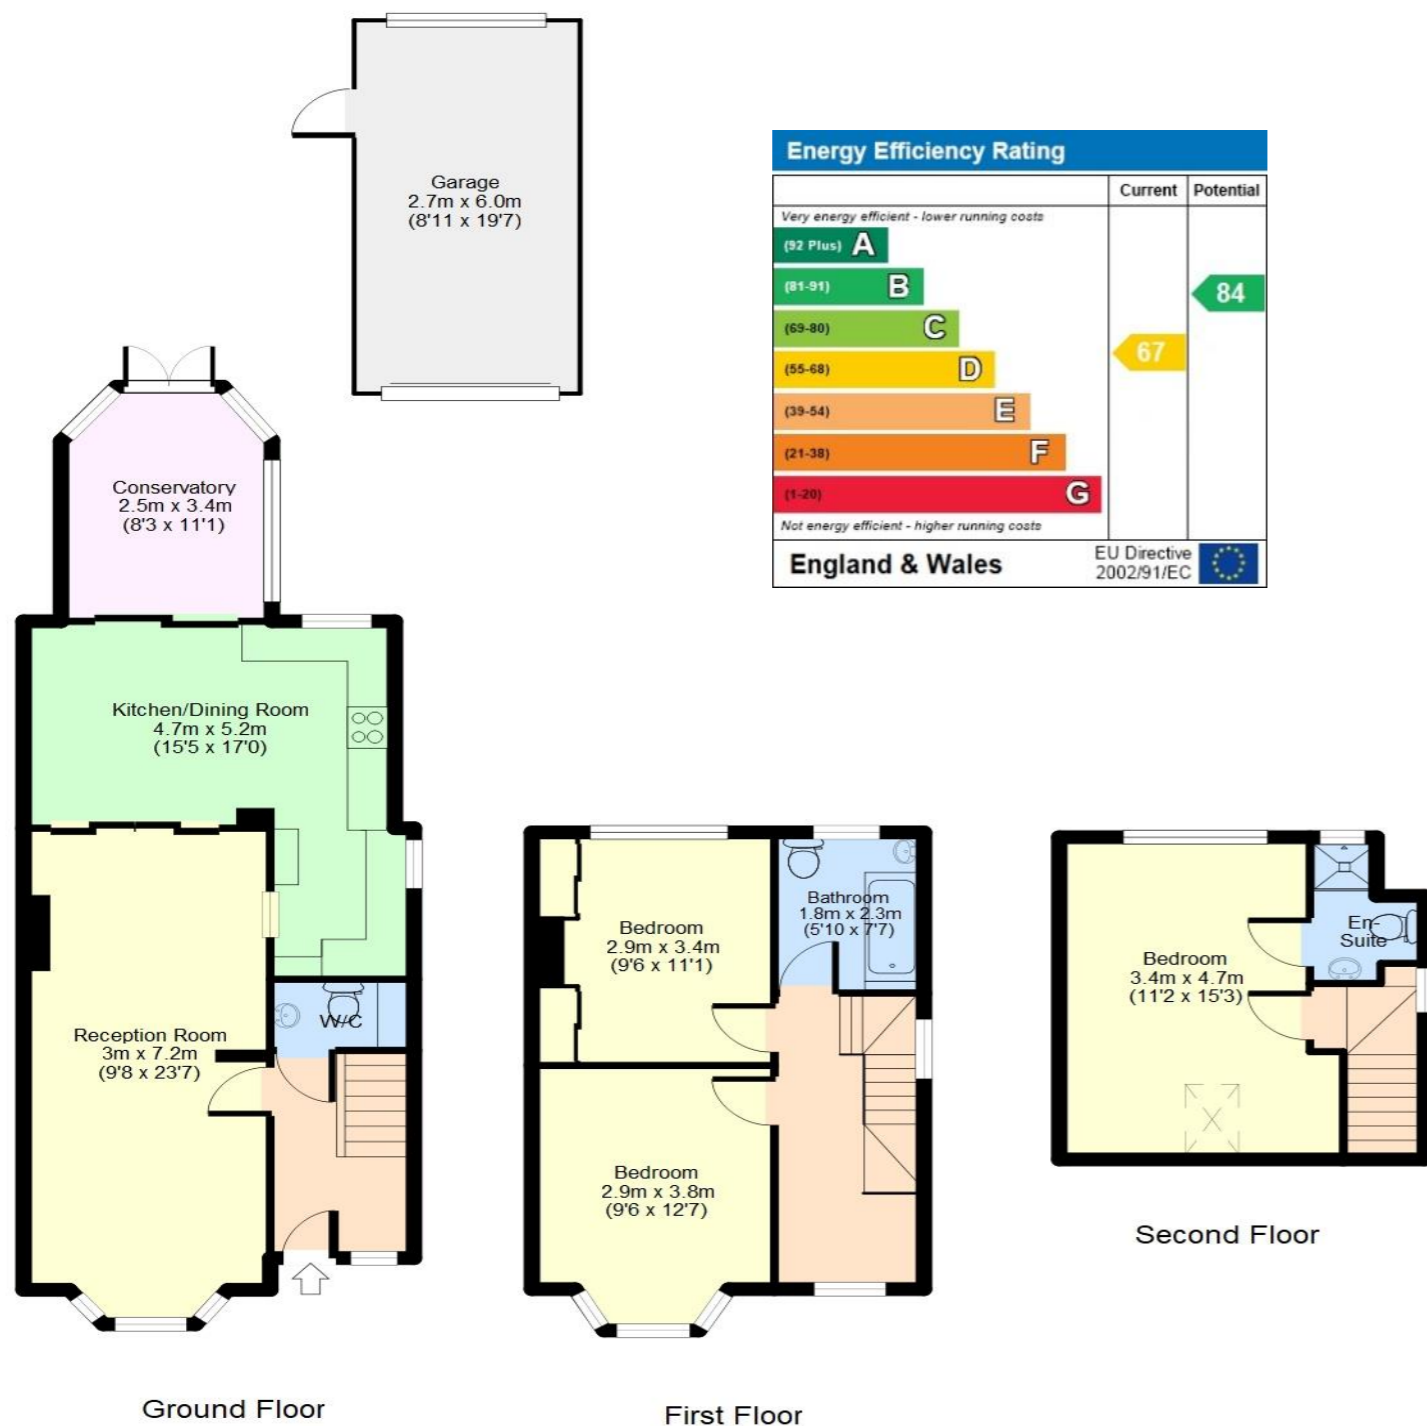 Garage
2.7m x 6.0m
(8'11 x 19'7)
Energy Efficiency Rating
Current Potential
Very energy efficient - lower running costs
(92 Plus) A
(81-91) B
(69-80) C
(55-68) D
(39-54) E
(21-38) F
(1-20) G
67
84
Not energy efficient - higher running costs
England & Wales
EU Directive
2002/91/EC
Conservatory
2.5m x 3.4m
(8'3 x 11'1)
Kitchen/Dining Room
4.7m x 5.2m
(15'5 x 17'0)
Reception Room
3m x 7.2m
(9'8 x 23'7)
W/C
Ground Floor
Bedroom
2.9m x 3.4m
(9'6 x 11'1)
Bathroom
1.8m x 2.3m
(5'10 x 7'7)
Bedroom
2.9m x 3.8m
(9'6 x 12'7)
First Floor
Bedroom
3.4m x 4.7m
(11'2 x 15'3)
En-
Suite
Second Floor